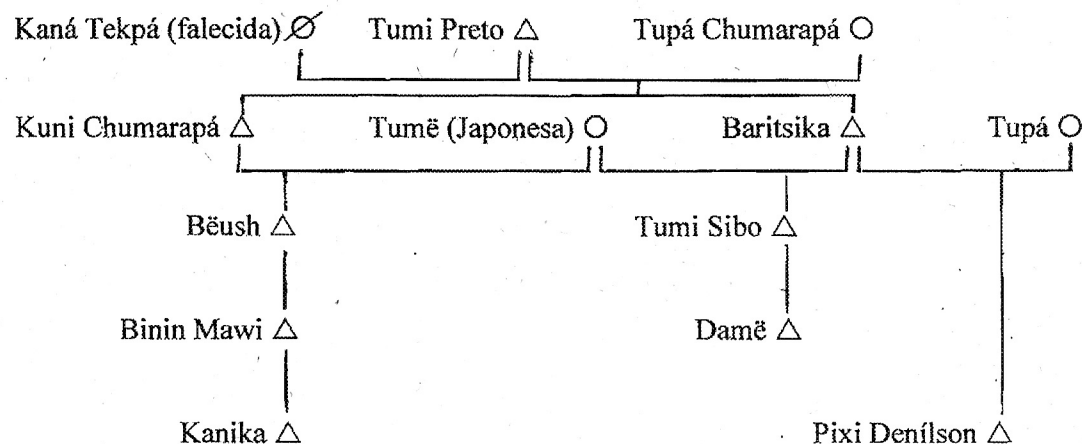 Kaná Tekpá (falecida) Tumi Preto Tupá Chumarapá
Kuni Chumarapá Tumë (Japonesa) Baritsika Tupá
Bëush Tumi Sibo
Binin Mawi Damë
Kanika Pixi Denílson